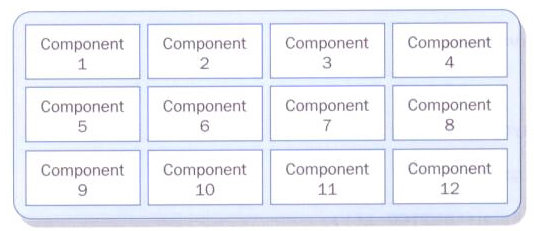 Component
1
Component
2
Component
3
Component
4
Component
5
Component
6
Component
7
Component
8
Component
9
Component
10
Component
11
Component
12